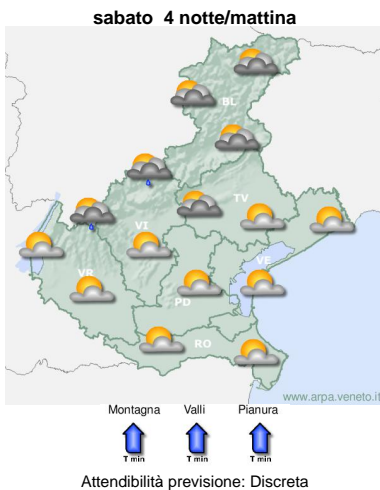 sabato 4 notte/mattina
BL
TV
VI
VE
VR
PD
RO
www.arpa.veneto.it
Montagna Valli Pianura
T min T min T min
Attendibilità previsione: Discreta